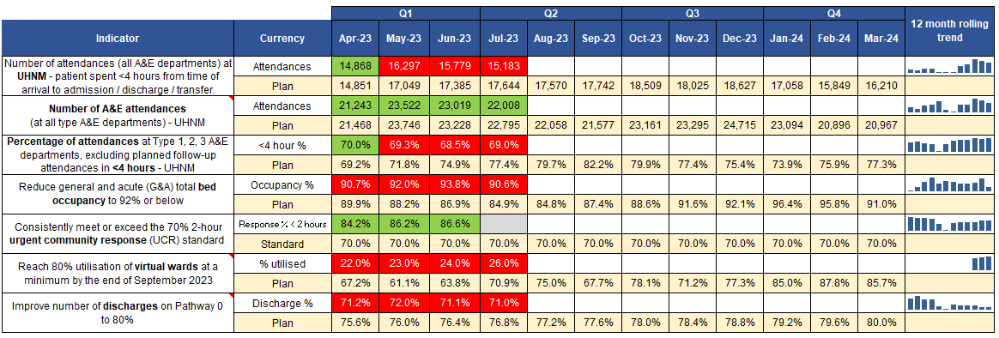 Q1 Q2 Q3 Q4
Indicator Currency Apr-23 May-23 Jun-23 Jul-23 Aug-23 Sep-23 Oct-23 Nov-23 Dec-23 Jan-24 Feb-24 Mar-24 12 month rolling
trend
Number of attendances (all A&E departments) at
UHNM - patient spent <4 hours from time of
arrival to admission / discharge / transfer.
Attendances 14,868 16,297 15,779 15,183
Plan 14,851 17,049 17,385 17,644 17,570 17,742 18,509 18,025 18,627 17,058 15,849 16,210
Number of A&E attendances
(at all type A&E departments) - UHNM
Attendances 21,243 23,522 23,019 22,008
Plan 21,468 23,746 23,228 22,795 22,058 21,577 23,161 23,295 24,715 23,094 20,896 20,967
Percentage of attendances at Type 1, 2, 3 A&E
departments, excluding planned follow-up
attendances in <4 hours - UHNM
<4 hour % 70.0% 69.3% 68.5% 69.0%
Plan 69.2% 71.8% 74.9% 77.4% 79.7% 82.2% 79.9% 77.4% 75.4% 73.9% 75.9% 77.3%
Reduce general and acute (G&A) total bed
occupancy to 92% or below
Occupancy % 90.7% 92.0% 93.8% 90.6%
Plan 89.9% 88.2% 86.9% 84.9% 84.8% 87.4% 88.6% 91.6% 92.1% 96.4% 95.8% 91.0%
Consistently meet or exceed the 70% 2-hour
urgent community response (UCR) standard
Response % < 2 hours 84.2% 86.2% 86.6%
Standard 70.0% 70.0% 70.0% 70.0% 70.0% 70.0% 70.0% 70.0% 70.0% 70.0% 70.0% 70.0%
Reach 80% utilisation of virtual wards at a
minimum by the end of September 2023
% utilised 22.0% 23.0% 24.0% 26.0%
Plan 67.2% 61.1% 63.8% 70.9% 75.0% 67.7% 78.1% 71.2% 77.3% 85.0% 87.8% 85.7%
Improve number of discharges on Pathway 0
to 80%
Discharge % 71.2% 72.0% 71.1% 71.0%
Plan 75.6% 76.0% 76.4% 76.8% 77.2% 77.6% 78.0% 78.4% 78.8% 79.2% 79.6% 80.0%